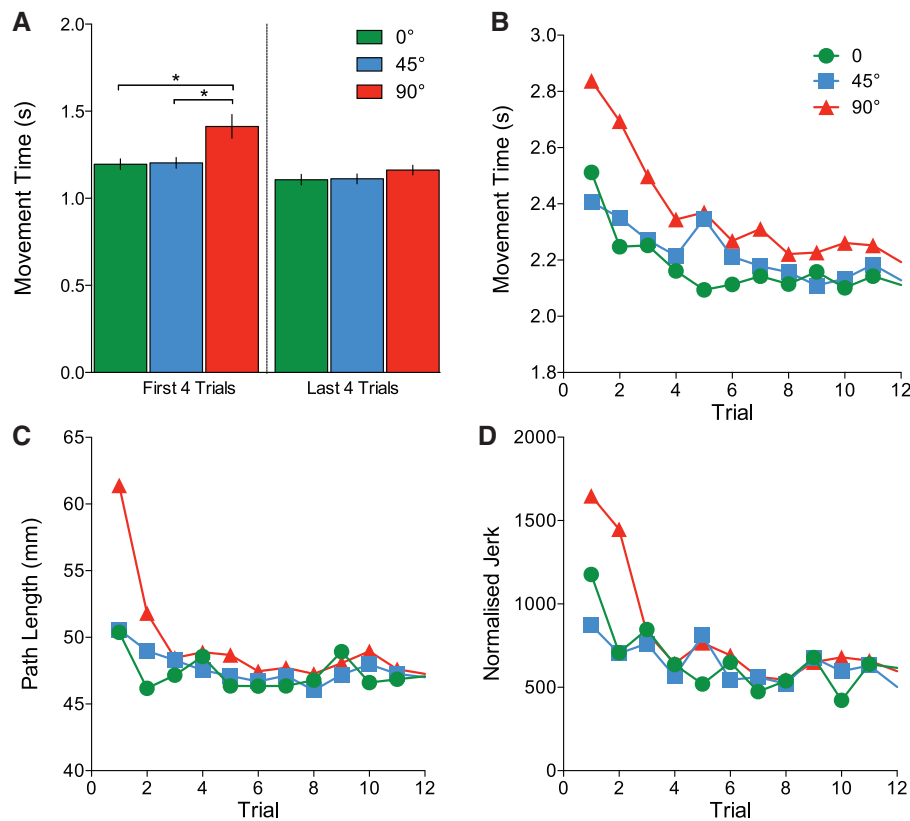 A
Movement Time (s)
2.0
1.5
1.0
0.5
0.0
*
*
0°
45°
90°
First 4 Trials
Last 4 Trials
B
Movement Time (s)
3.0
2.8
2.6
2.4
2.2
2.0
1.8
0
45°
90°
0 2 4 6 8 10 12
Trial
C
Path Length (mm)
65
60
55
50
45
40
0 2 4 6 8 10 12
Trial
D
Normalised Jerk
2000
1500
1000
500
0
0 2 4 6 8 10 12
Trial